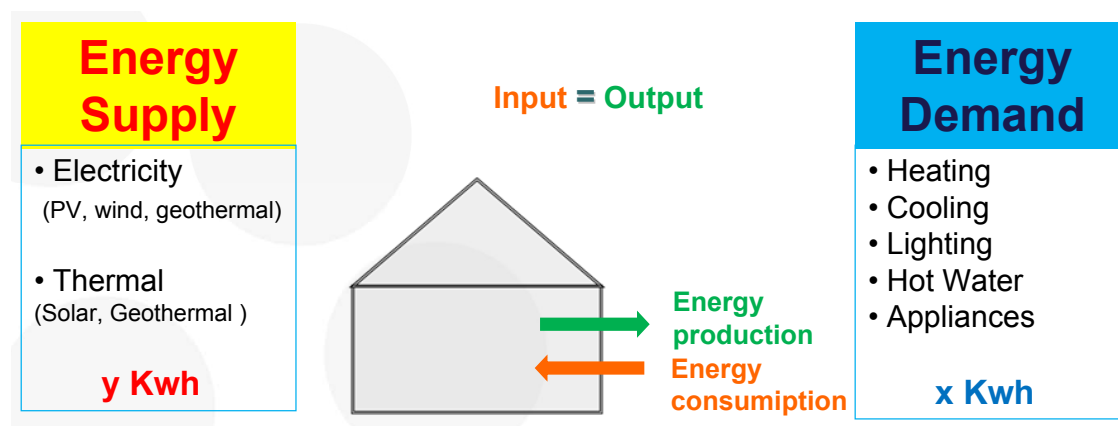 Energy
Supply
• Electricity
(PV, wind, geothermal)
• Thermal
(Solar, Geothermal )
y Kwh
Input = Output
Energy
production
Energy
consumiption
Energy
Demand
• Heating
• Cooling
• Lighting
• Hot Water
• Appliances
x Kwh